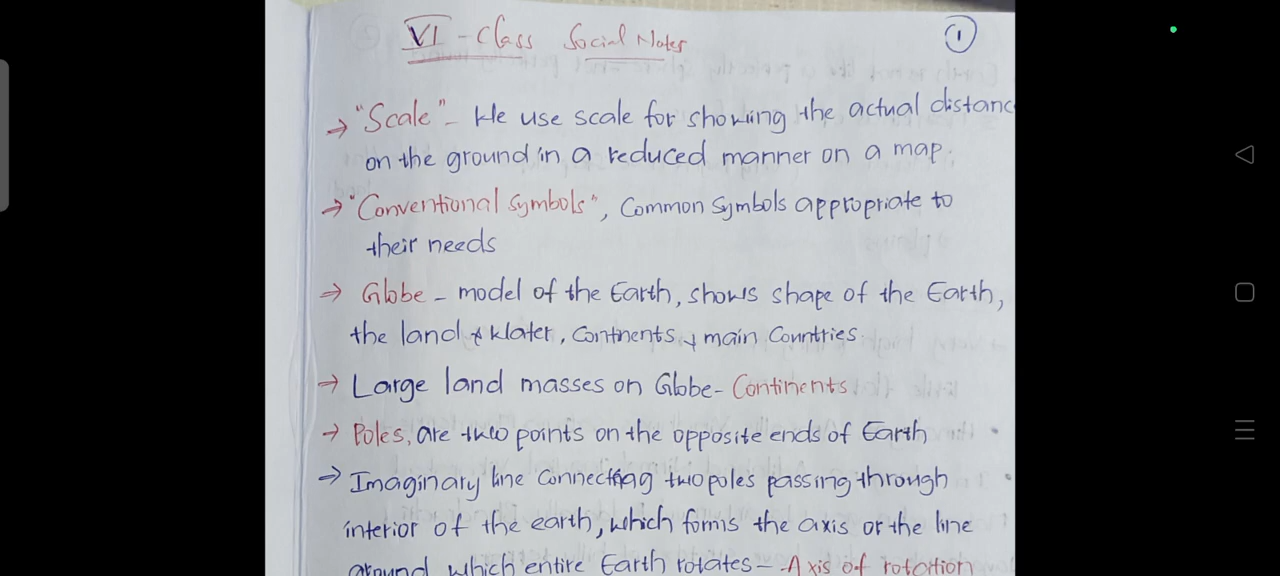 VI - Class Social Notes
1
→ "Scale" - We use scale for showing the actual distanc
on the ground in a reduced manner on a map.
→ "Conventional Symbols", Common Symbols appropriate to
their needs
→ Globe - model of the Earth, shows shape of the Earth,
the land & Water, Continents & main Countries.
→ Large land masses on Globe - Continents
→ Poles, are two points on the opposite ends of Earth
→ Imaginary line Connecting two poles passing through
interior of the earth, which forms the axis or the line
around which entire Earth rotates - Axis of rotation